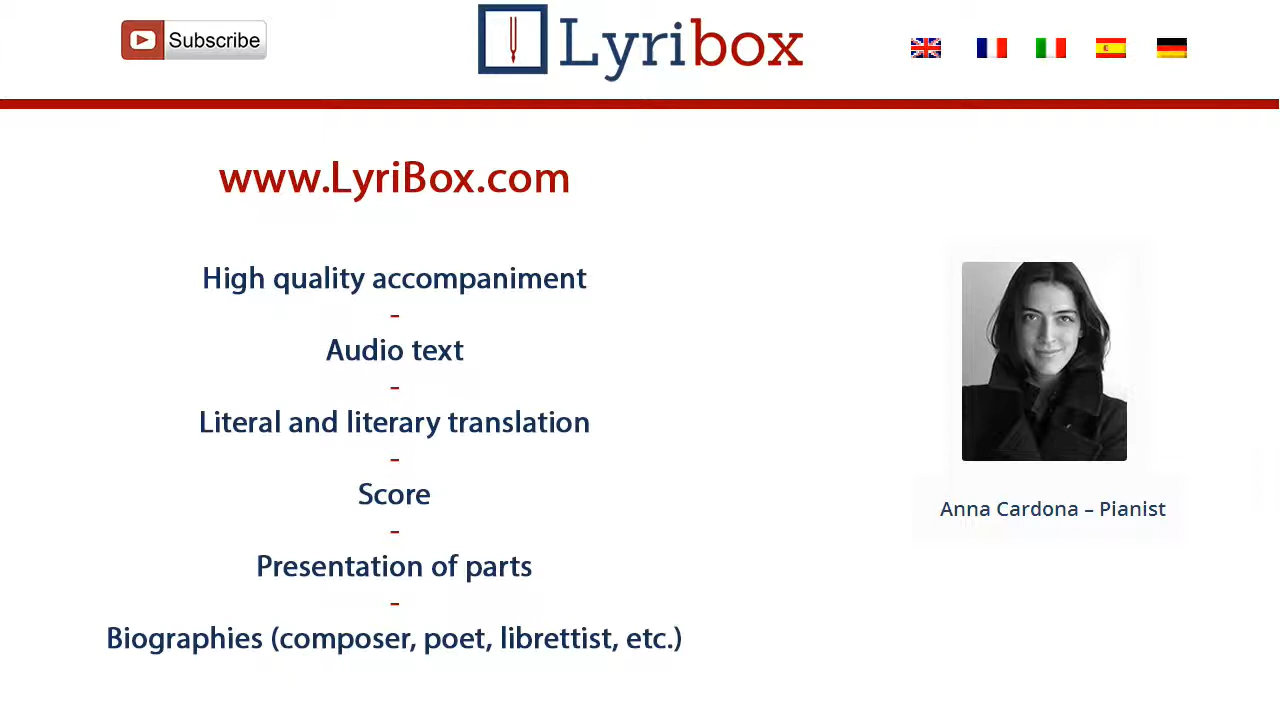 Subscribe
Lyribox
www.LyriBox.com
High quality accompaniment
-
Audio text
-
Literal and literary translation
-
Score
-
Presentation of parts
-
Biographies (composer, poet, librettist, etc.)
Anna Cardona – Pianist